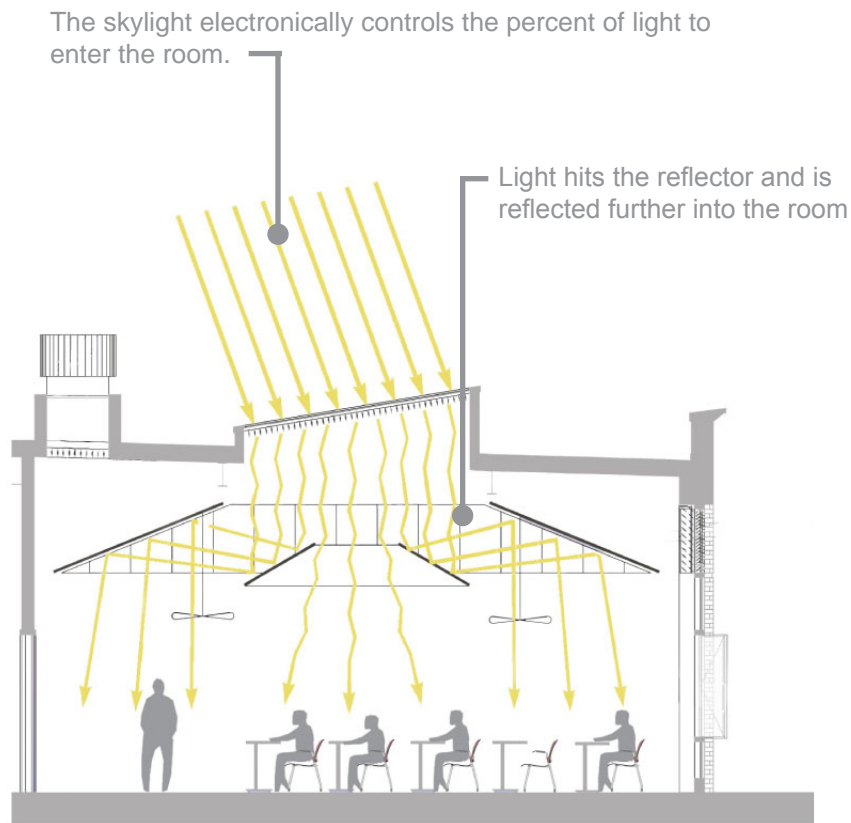 The skylight electronically controls the percent of light to
enter the room.
Light hits the reflector and is
reflected further into the room